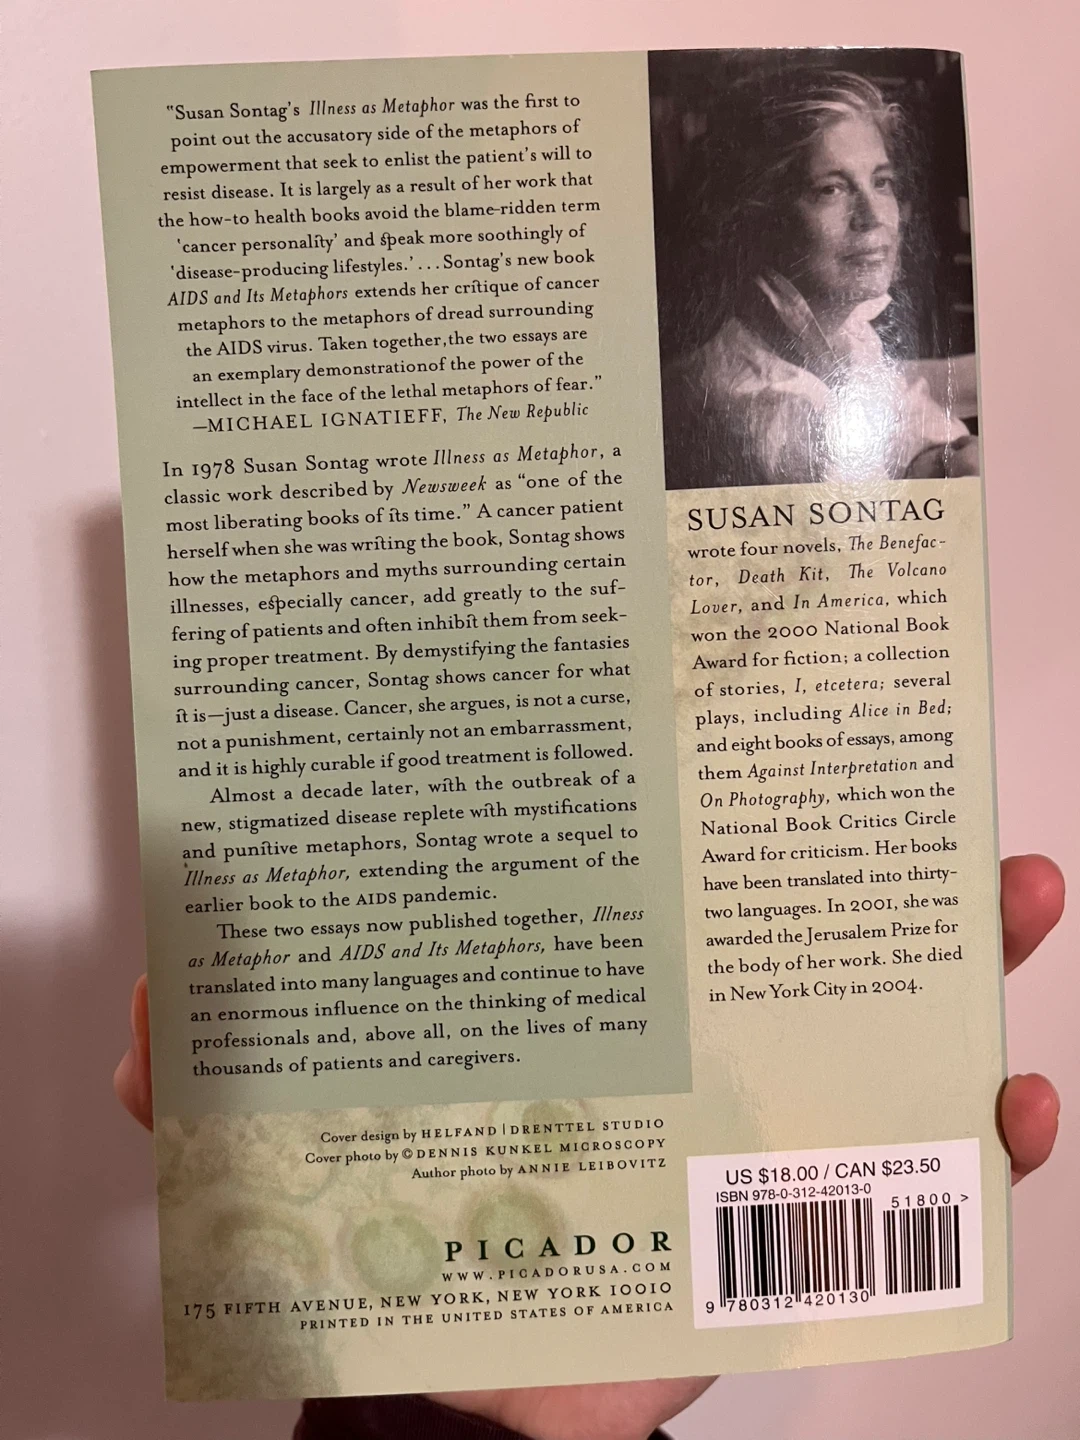 "Susan Sontag's Illness as Metaphor was the first to
point out the accusatory side of the metaphors of
empowerment that seek to enlist the patient's will to
resist disease. It is largely as a result of her work that
the how-to health books avoid the blame-ridden term
'cancer personality' and speak more soothingly of
'disease-producing lifestyles.' . . . Sontag's new book
AIDS and Its Metaphors extends her critique of cancer
metaphors to the metaphors of dread surrounding
the AIDS virus. Taken together,the two essays are
an exemplary demonstrationof the power of the
intellect in the face of the lethal metaphors of fear."
—MICHAEL IGNATIEFF, The New Republic
In 1978 Susan Sontag wrote Illness as Metaphor, a
classic work described by Newsweek as "one of the
most liberating books of its time." A cancer patient
herself when she was writing the book, Sontag shows
how the metaphors and myths surrounding certain
illnesses, especially cancer, add greatly to the suf-
fering of patients and often inhibit them from seek-
ing proper treatment. By demystifying the fantasies
surrounding cancer, Sontag shows cancer for what
it is—just a disease. Cancer, she argues, is not a curse,
not a punishment, certainly not an embarrassment,
and it is highly curable if good treatment is followed.
Almost a decade later, with the outbreak of a
new, stigmatized disease replete with mystifications
and punitive metaphors, Sontag wrote a sequel to
Illness as Metaphor, extending the argument of the
earlier book to the AIDS pandemic.
These two essays now published together, Illness
as Metaphor and AIDS and Its Metaphors, have been
translated into many languages and continue to have
an enormous influence on the thinking of medical
professionals and, above all, on the lives of many
thousands of patients and caregivers.
Cover design by HELFAND | DRENTTEL STUDIO
Cover photo by © DENNIS KUNKEL MICROSCOPY
Author photo by ANNIE LEIBOVITZ
PICADOR
WWW.PICADORUSA.COM
175 FIFTH AVENUE, NEW YORK, NEW YORK 10010
PRINTED IN THE UNITED STATES OF AMERICA
SUSAN SONTAG
wrote four novels, The Benefac-
tor, Death Kit, The Volcano
Lover, and In America, which
won the 2000 National Book
Award for fiction; a collection
of stories, I, etcetera; several
plays, including Alice in Bed;
and eight books of essays, among
them Against Interpretation and
On Photography, which won the
National Book Critics Circle
Award for criticism. Her books
have been translated into thirty-
two languages. In 2001, she was
awarded the Jerusalem Prize for
the body of her work. She died
in New York City in 2004.
US $18.00 / CAN $23.50
ISBN 978-0-312-42013-0
51800 >
9 780312 420130